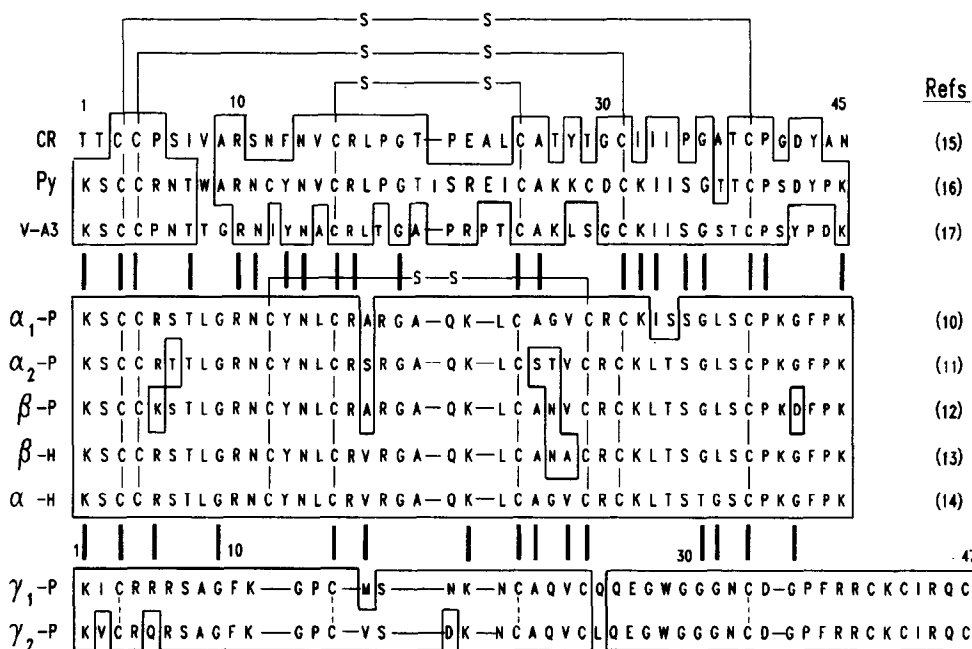 S S
S S
S S
1 10 30 45 Refs
CR T T C C P S I V A R S N F N V C R L P G T — P E A L C A T Y T G C I I I P G A T C P G D Y A N (15)
Py K S C C R N T W A R N C Y N V C R L P G T I S R E I C A K K C D C K I I S G T T C P S D Y P K (16)
V-A3 K S C C P N T T G R N I Y N A C R L T G A — P R P T C A K L S G C K I I S G S T C P S Y P D K (17)
S — S
α₁-P K S C C R S T L G R N C Y N L C R A R G A — Q K — L C A G V C R C K I S S G L S C P K G F P K (10)
α₂-P K S C C R T T L G R N C Y N L C R S R G A — Q K — L C S T V C R C K L T S G L S C P K G F P K (11)
β-P K S C C K S T L G R N C Y N L C R A R G A — Q K — L C A N V C R C K L T S G L S C P K D F P K (12)
β-H K S C C R S T L G R N C Y N L C R V R G A — Q K — L C A N A C R C K L T S G L S C P K G F P K (13)
α-H K S C C R S T L G R N C Y N L C R V R G A — Q K — L C A G V C R C K L T S T G S C P K G F P K (14)
1 10 30 47
γ₁-P K I C R R R S A G F K — G P C — M S — N K — N C A Q V C Q Q E G W G G G N C D — G P F R R C K C I R Q C
γ₂-P K V C R Q R S A G F K — G P C — V S — D K — N C A Q V C L Q E G W G G G N C D — G P F R R C K C I R Q C